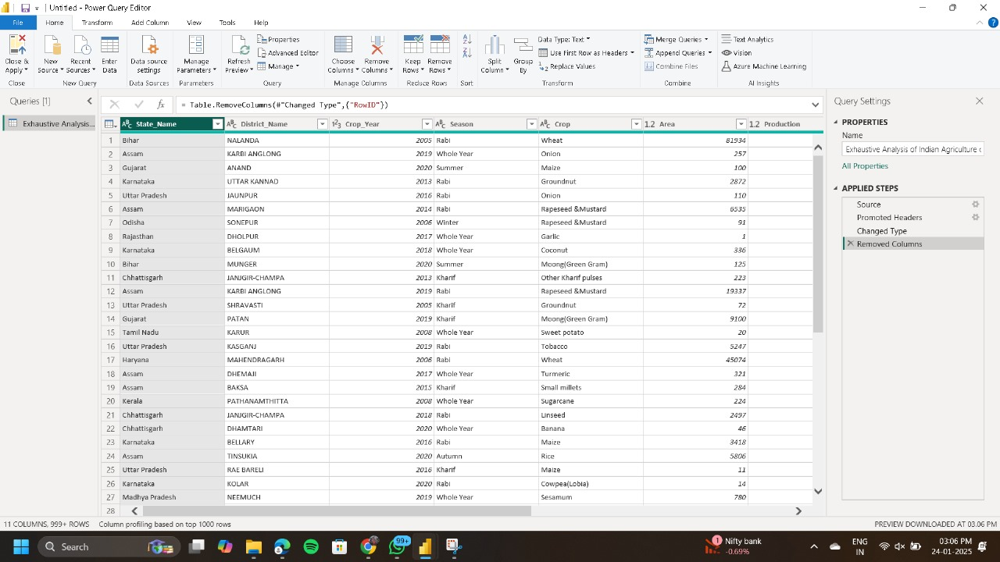 Untitled - Power Query Editor
File Home Transform Add Column View Tools Help
Close & Apply
New Source
Recent Sources
Enter Data
Data source settings
Manage Parameters
Refresh Preview
Properties
Advanced Editor
Manage
Choose Columns
Remove Columns
Keep Rows
Remove Rows
Split Column
Group By
Data Type: Text
Use First Row as Headers
Replace Values
Merge Queries
Append Queries
Combine Files
Text Analytics
Vision
Azure Machine Learning
Close New Query Data Sources Parameters Query Manage Columns Reduce Rows Sort Transform Combine AI Insights
Queries [1]
Exhaustive Analysis...
= Table.RemoveColumns(#"Changed Type",{"RowID"})
State_Name District_Name Crop_Year Season Crop Area Production
1 Bihar NALANDA 2005 Rabi Wheat 81934
2 Assam KARBI ANGLONG 2019 Whole Year Onion 257
3 Gujarat ANAND 2020 Summer Maize 100
4 Karnataka UTTAR KANNAD 2013 Rabi Groundnut 2872
5 Uttar Pradesh JAUNPUR 2016 Rabi Onion 110
6 Assam MARIGAON 2014 Rabi Rapeseed &Mustard 6535
7 Odisha SONEPUR 2006 Winter Rapeseed &Mustard 91
8 Rajasthan DHOLPUR 2017 Whole Year Garlic 1
9 Karnataka BELGAUM 2018 Whole Year Coconut 336
10 Bihar MUNGER 2020 Summer Moong(Green Gram) 125
11 Chhattisgarh JANJGIR-CHAMPA 2013 Kharif Other Kharif pulses 223
12 Assam KARBI ANGLONG 2019 Rabi Rapeseed &Mustard 19337
13 Uttar Pradesh SHRAVASTI 2005 Kharif Groundnut 72
14 Gujarat PATAN 2019 Kharif Moong(Green Gram) 9100
15 Tamil Nadu KARUR 2008 Whole Year Sweet potato 20
16 Uttar Pradesh KASGANJ 2019 Rabi Tobacco 5247
17 Haryana MAHENDRAGARH 2006 Rabi Wheat 45074
18 Assam DHEMAJI 2017 Whole Year Turmeric 321
19 Assam BAKSA 2015 Kharif Small millets 284
20 Kerala PATHANAMTHITTA 2008 Whole Year Sugarcane 224
21 Chhattisgarh JANJGIR-CHAMPA 2018 Rabi Linseed 2497
22 Chhattisgarh DHAMTARI 2020 Whole Year Banana 46
23 Karnataka BELLARY 2016 Rabi Maize 3418
24 Assam TINSUKIA 2020 Autumn Rice 5806
25 Uttar Pradesh RAE BARELI 2016 Kharif Maize 11
26 Karnataka KOLAR 2020 Rabi Cowpea(Lobia) 14
27 Madhya Pradesh NEEMUCH 2019 Whole Year Sesamum 780
28
Query Settings
PROPERTIES
Name
Exhaustive Analysis of Indian Agriculture
All Properties
APPLIED STEPS
Source
Promoted Headers
Changed Type
Removed Columns
11 COLUMNS, 999+ ROWS Column profiling based on top 1000 rows PREVIEW DOWNLOADED AT 03.06 PM
Search
99+
1
Nifty bank
-0.69%
ENG
IN
03:06 PM
24-01-2025